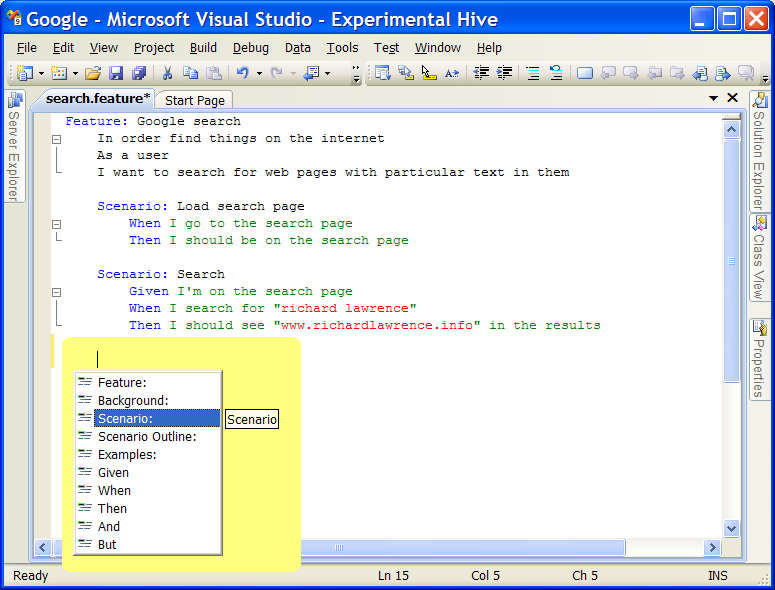 Google - Microsoft Visual Studio - Experimental Hive
File Edit View Project Build Debug Data Tools Test Window Help
search.feature* Start Page
Server Explorer
Feature: Google search
In order find things on the internet
As a user
I want to search for web pages with particular text in them
Scenario: Load search page
When I go to the search page
Then I should be on the search page
Scenario: Search
Given I'm on the search page
When I search for "richard lawrence"
Then I should see "www.richardlawrence.info" in the results
Feature:
Background:
Scenario: Scenario
Scenario Outline:
Examples:
Given
When
Then
And
But
Solution Explorer
Class View
Properties
Ready Ln 15 Col 5 Ch 5 INS